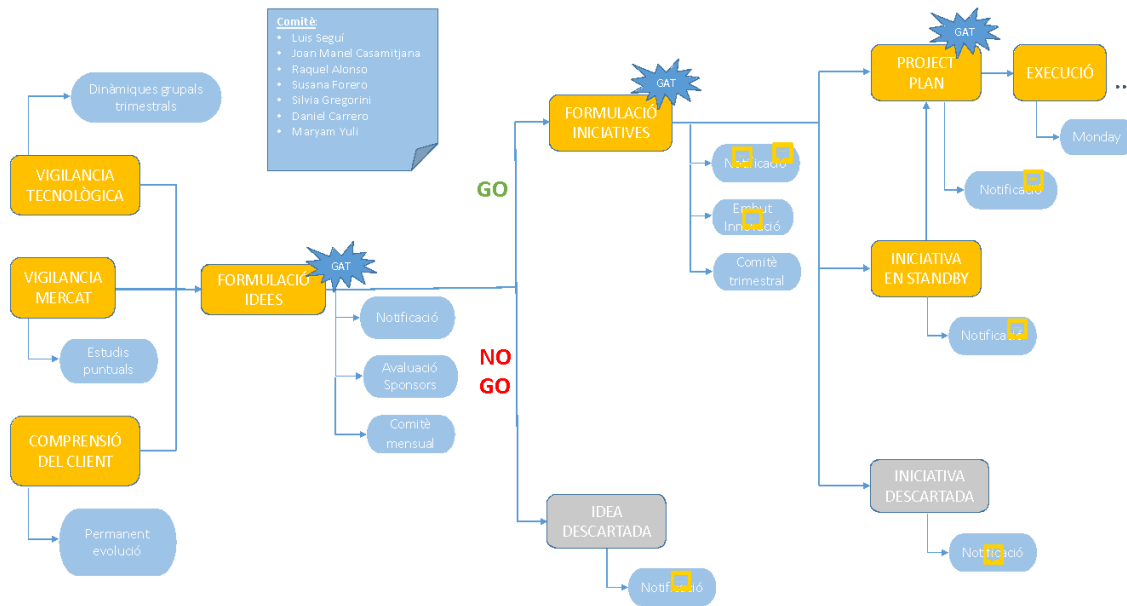 Comitè:
• Luis Seguí
• Joan Manel Casamitjana
• Raquel Alonso
• Susana Forero
• Silvia Gregorini
• Daniel Carrero
• Maryam Yuli
Dinàmiques grupals
trimestrals
VIGILANCIA
TECNOLÒGICA
VIGILANCIA
MERCAT
Estudis
puntuals
COMPRENSIÓ
DEL CLIENT
Permanent
evolució
FORMULACIÓ
IDEES
GAT
Notificació
Avaluació
Sponsors
Comitè
mensual
GO
NO
GO
FORMULACIÓ
INICIATIVES
GAT
Notificació
Embut
Innovació
Comitè
trimestral
IDEA
DESCARTADA
Notificació
PROJECT
PLAN
GAT
EXECUCIÓ
...
Monday
Notificació
INICIATIVA
EN STANDBY
Notificació
INICIATIVA
DESCARTADA
Notificació